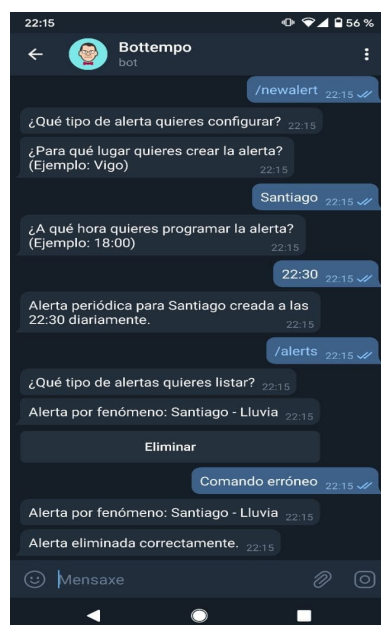 22:15
56 %
Bottempo
bot
/newalert 22:15
¿Qué tipo de alerta quieres configurar? 22:15
¿Para qué lugar quieres crear la alerta?
(Ejemplo: Vigo) 22:15
Santiago 22:15
¿A qué hora quieres programar la alerta?
(Ejemplo: 18:00) 22:15
22:30 22:15
Alerta periódica para Santiago creada a las
22:30 diariamente. 22:15
/alerts 22:15
¿Qué tipo de alertas quieres listar? 22:15
Alerta por fenómeno: Santiago - Lluvia 22:15
Eliminar
Comando erróneo 22:15
Alerta por fenómeno: Santiago - Lluvia 22:15
Alerta eliminada correctamente. 22:15
Mensaxe